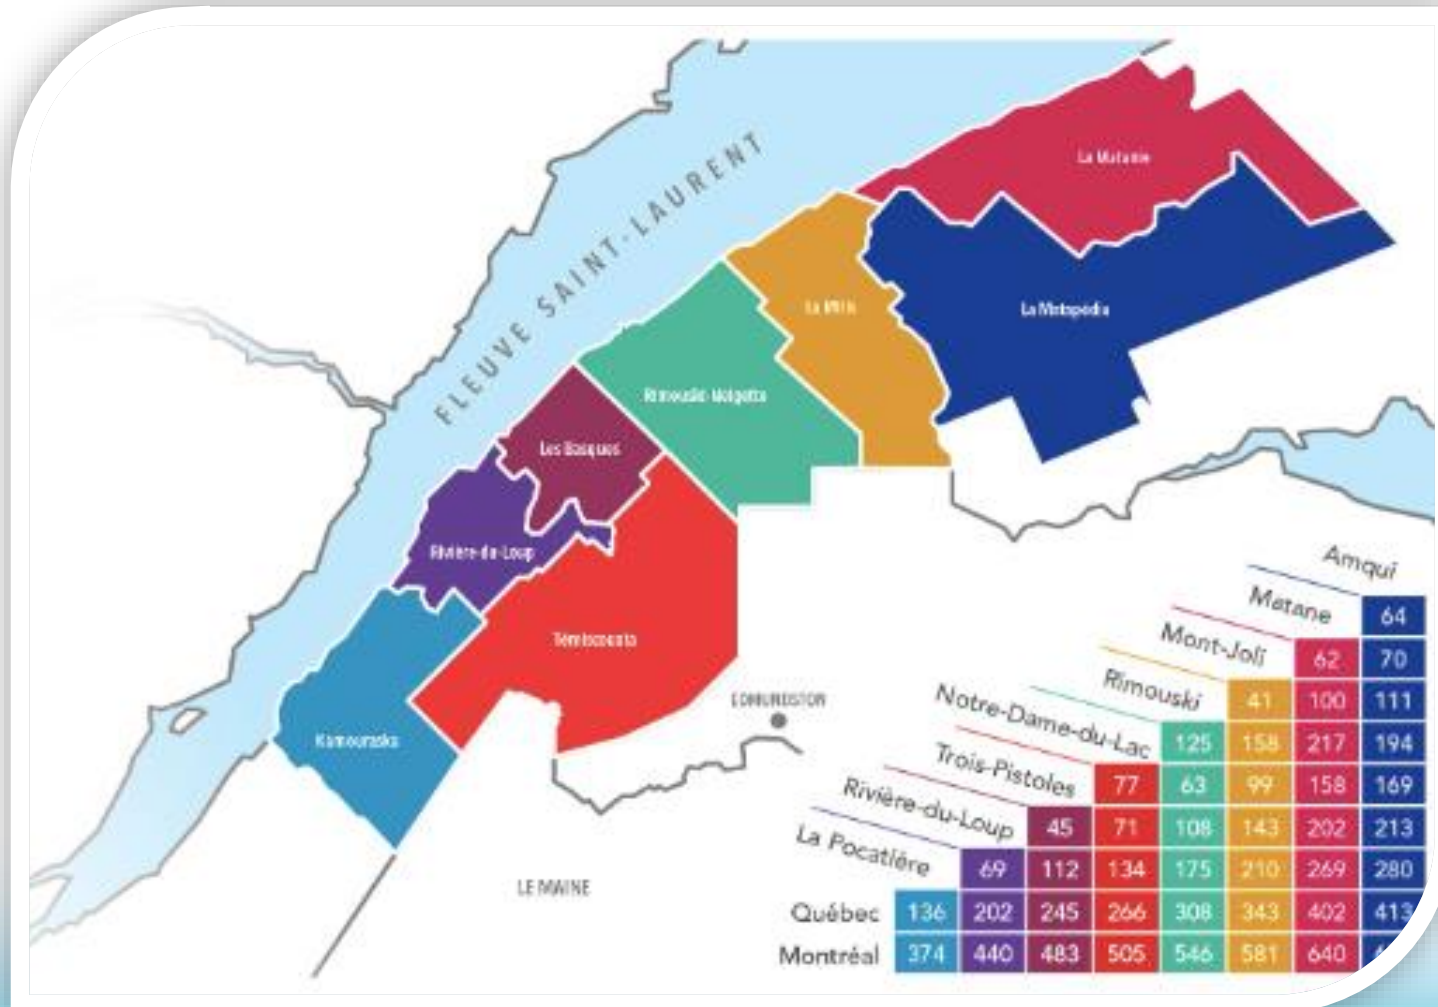 FLEUVE SAINT-LAURENT
La Matanie
La Matapédia
La Mitis
Rimouski-Neigette
Les Basques
Rivière-du-Loup
Témiscouata
Kamouraska
EDMUNDSTON
LE MAINE
Amqui
Matane 64
Mont-Joli 62 70
Rimouski 41 100 111
Notre-Dame-du-Lac 125 158 217 194
Trois-Pistoles 77 63 99 158 169
Rivière-du-Loup 45 71 108 143 202 213
La Pocatière 69 112 134 175 210 269 280
Québec 136 202 245 266 308 343 402 413
Montréal 374 440 483 505 546 581 640